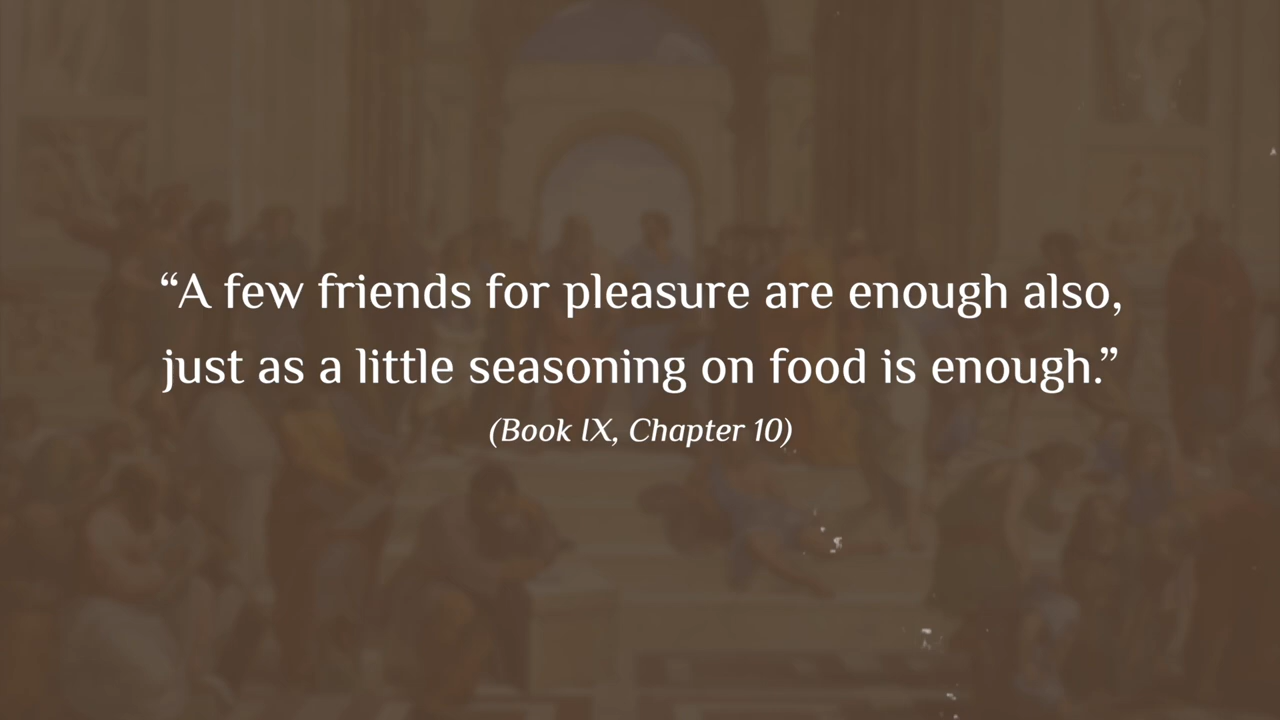 “A few friends for pleasure are enough also,
just as a little seasoning on food is enough.”
(Book IX, Chapter 10)